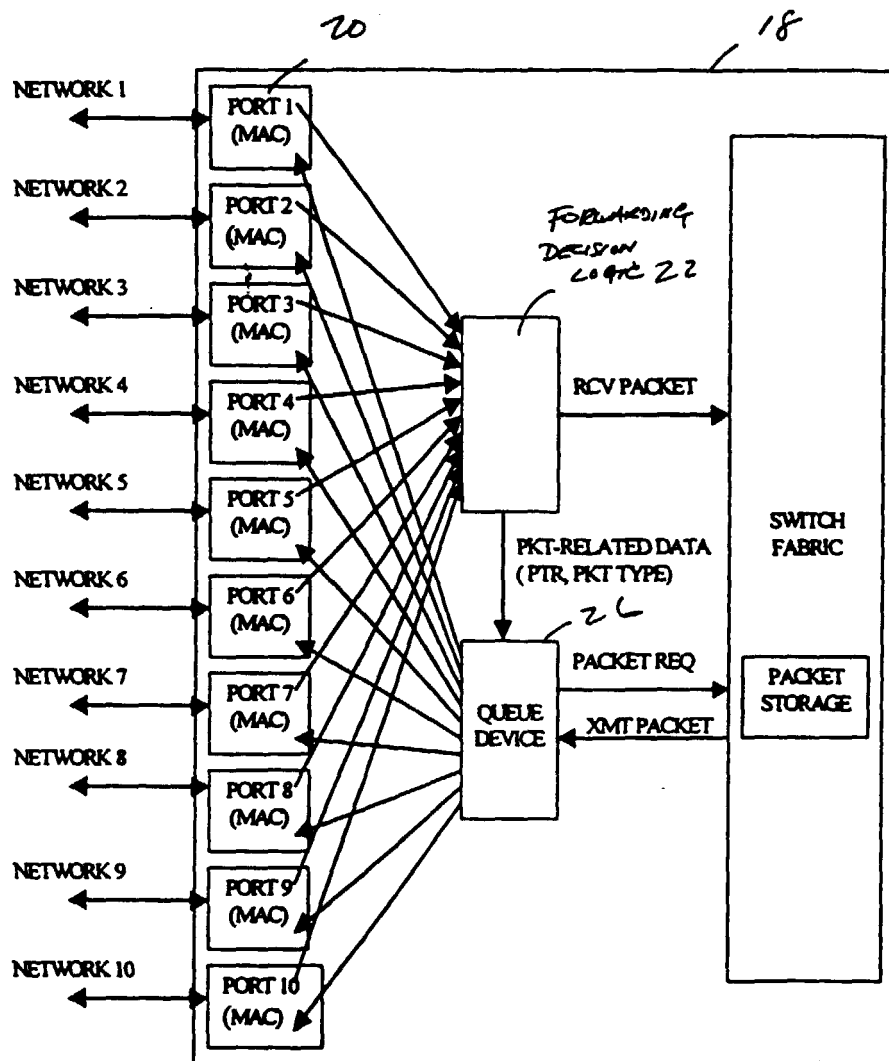 20
18
NETWORK 1
PORT 1
(MAC)
NETWORK 2
PORT 2
(MAC)
FORWARDING
DECISION
LOGIC 22
NETWORK 3
PORT 3
(MAC)
NETWORK 4
PORT 4
(MAC)
RCV PACKET
NETWORK 5
PORT 5
(MAC)
SWITCH
FABRIC
PKT-RELATED DATA
( PTR, PKT TYPE)
NETWORK 6
PORT 6
(MAC)
26
PACKET REQ
NETWORK 7
PORT 7
(MAC)
QUEUE
DEVICE
PACKET
STORAGE
XMT PACKET
NETWORK 8
PORT 8
(MAC)
NETWORK 9
PORT 9
(MAC)
NETWORK 10
PORT 10
(MAC)